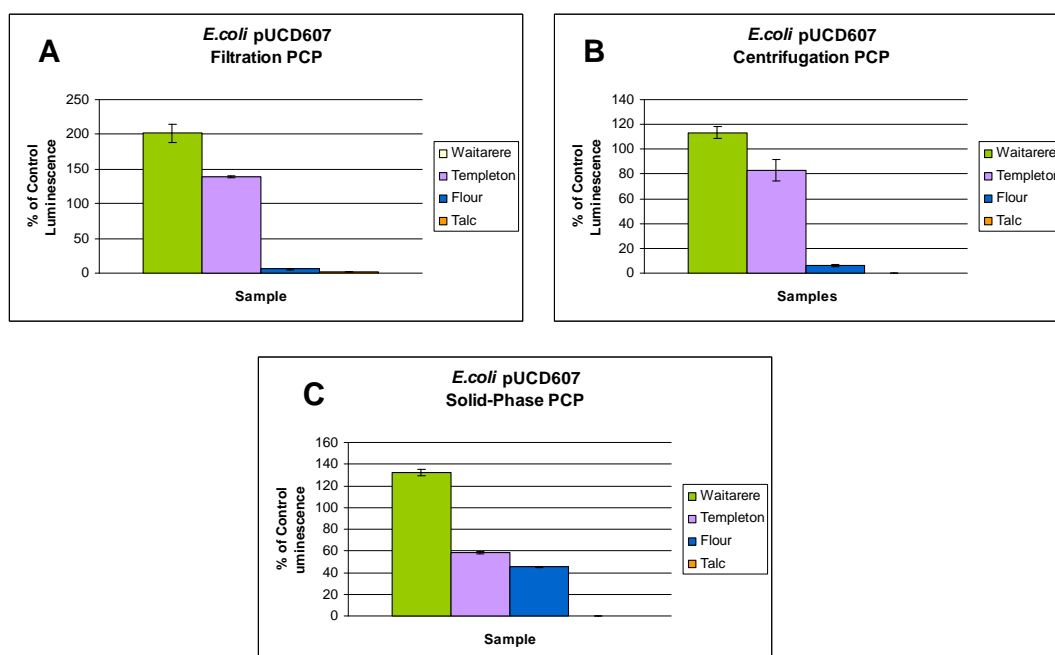 A
E.coli pUCD607
Filtration PCP
250
200
150
100
50
0
% of Control
Luminescence
Sample
Waitarere
Templeton
Flour
Talc
B
E.coli pUCD607
Centrifugation PCP
140
120
100
80
60
40
20
0
% of Control
Luminescence
Samples
Waitarere
Templeton
Flour
Talc
C
E.coli pUCD607
Solid-Phase PCP
160
140
120
100
80
60
40
20
0
% of Control
uminescence
Sample
Waitarere
Templeton
Flour
Talc